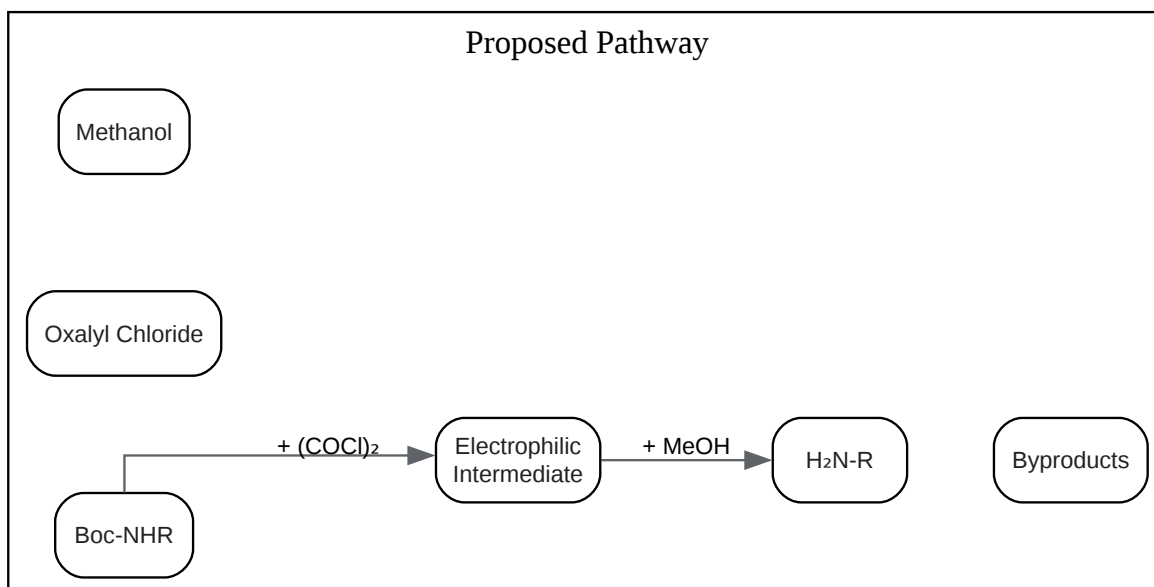 Proposed Pathway
Methanol
Oxalyl Chloride
Boc-NHR
+ (COCl)₂
Electrophilic
Intermediate
+ MeOH
H₂N-R
Byproducts